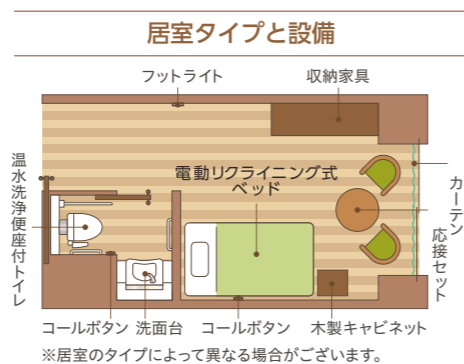 居室タイプと設備
フットライト
収納家具
温水洗浄便座付トイレ
電動リクライニング式
ベッド
カーテン
応接セット
コールボタン
洗面台
コールボタン
木製キャビネット
※居室のタイプによって異なる場合がございます。